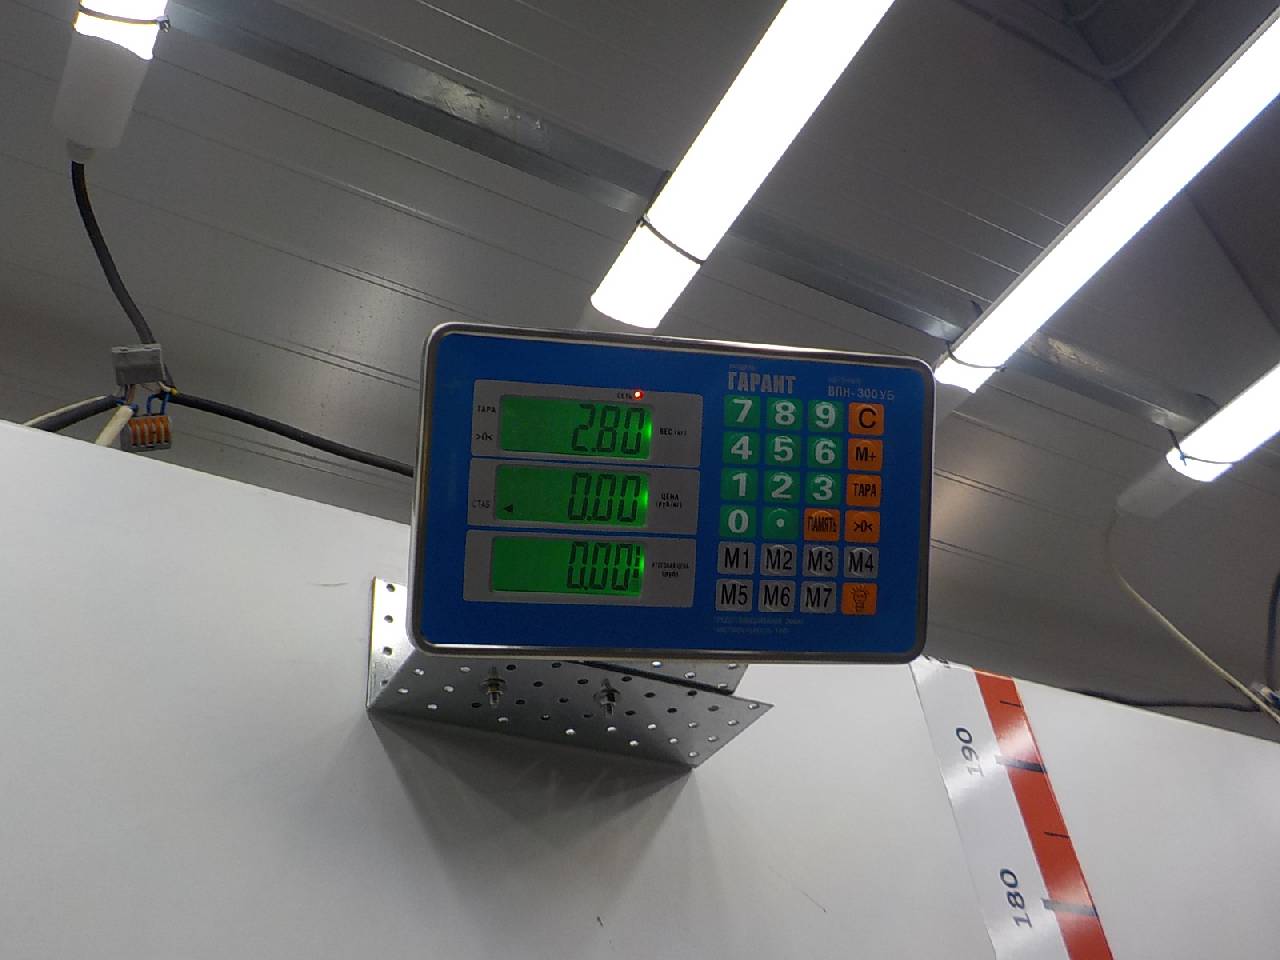 ГАРАНТ
ВПН-300УБ
СЕТЬ
ТАРА
2.80
ВЕС (кг)
>0<
СТАБ
0.00
ЦЕНА
0.00
7 8 9 C
4 5 6 M+
1 2 3 ТАРА
0 . ПАМЯТЬ >0<
M1 M2 M3 M4
M5 M6 M7
190
180